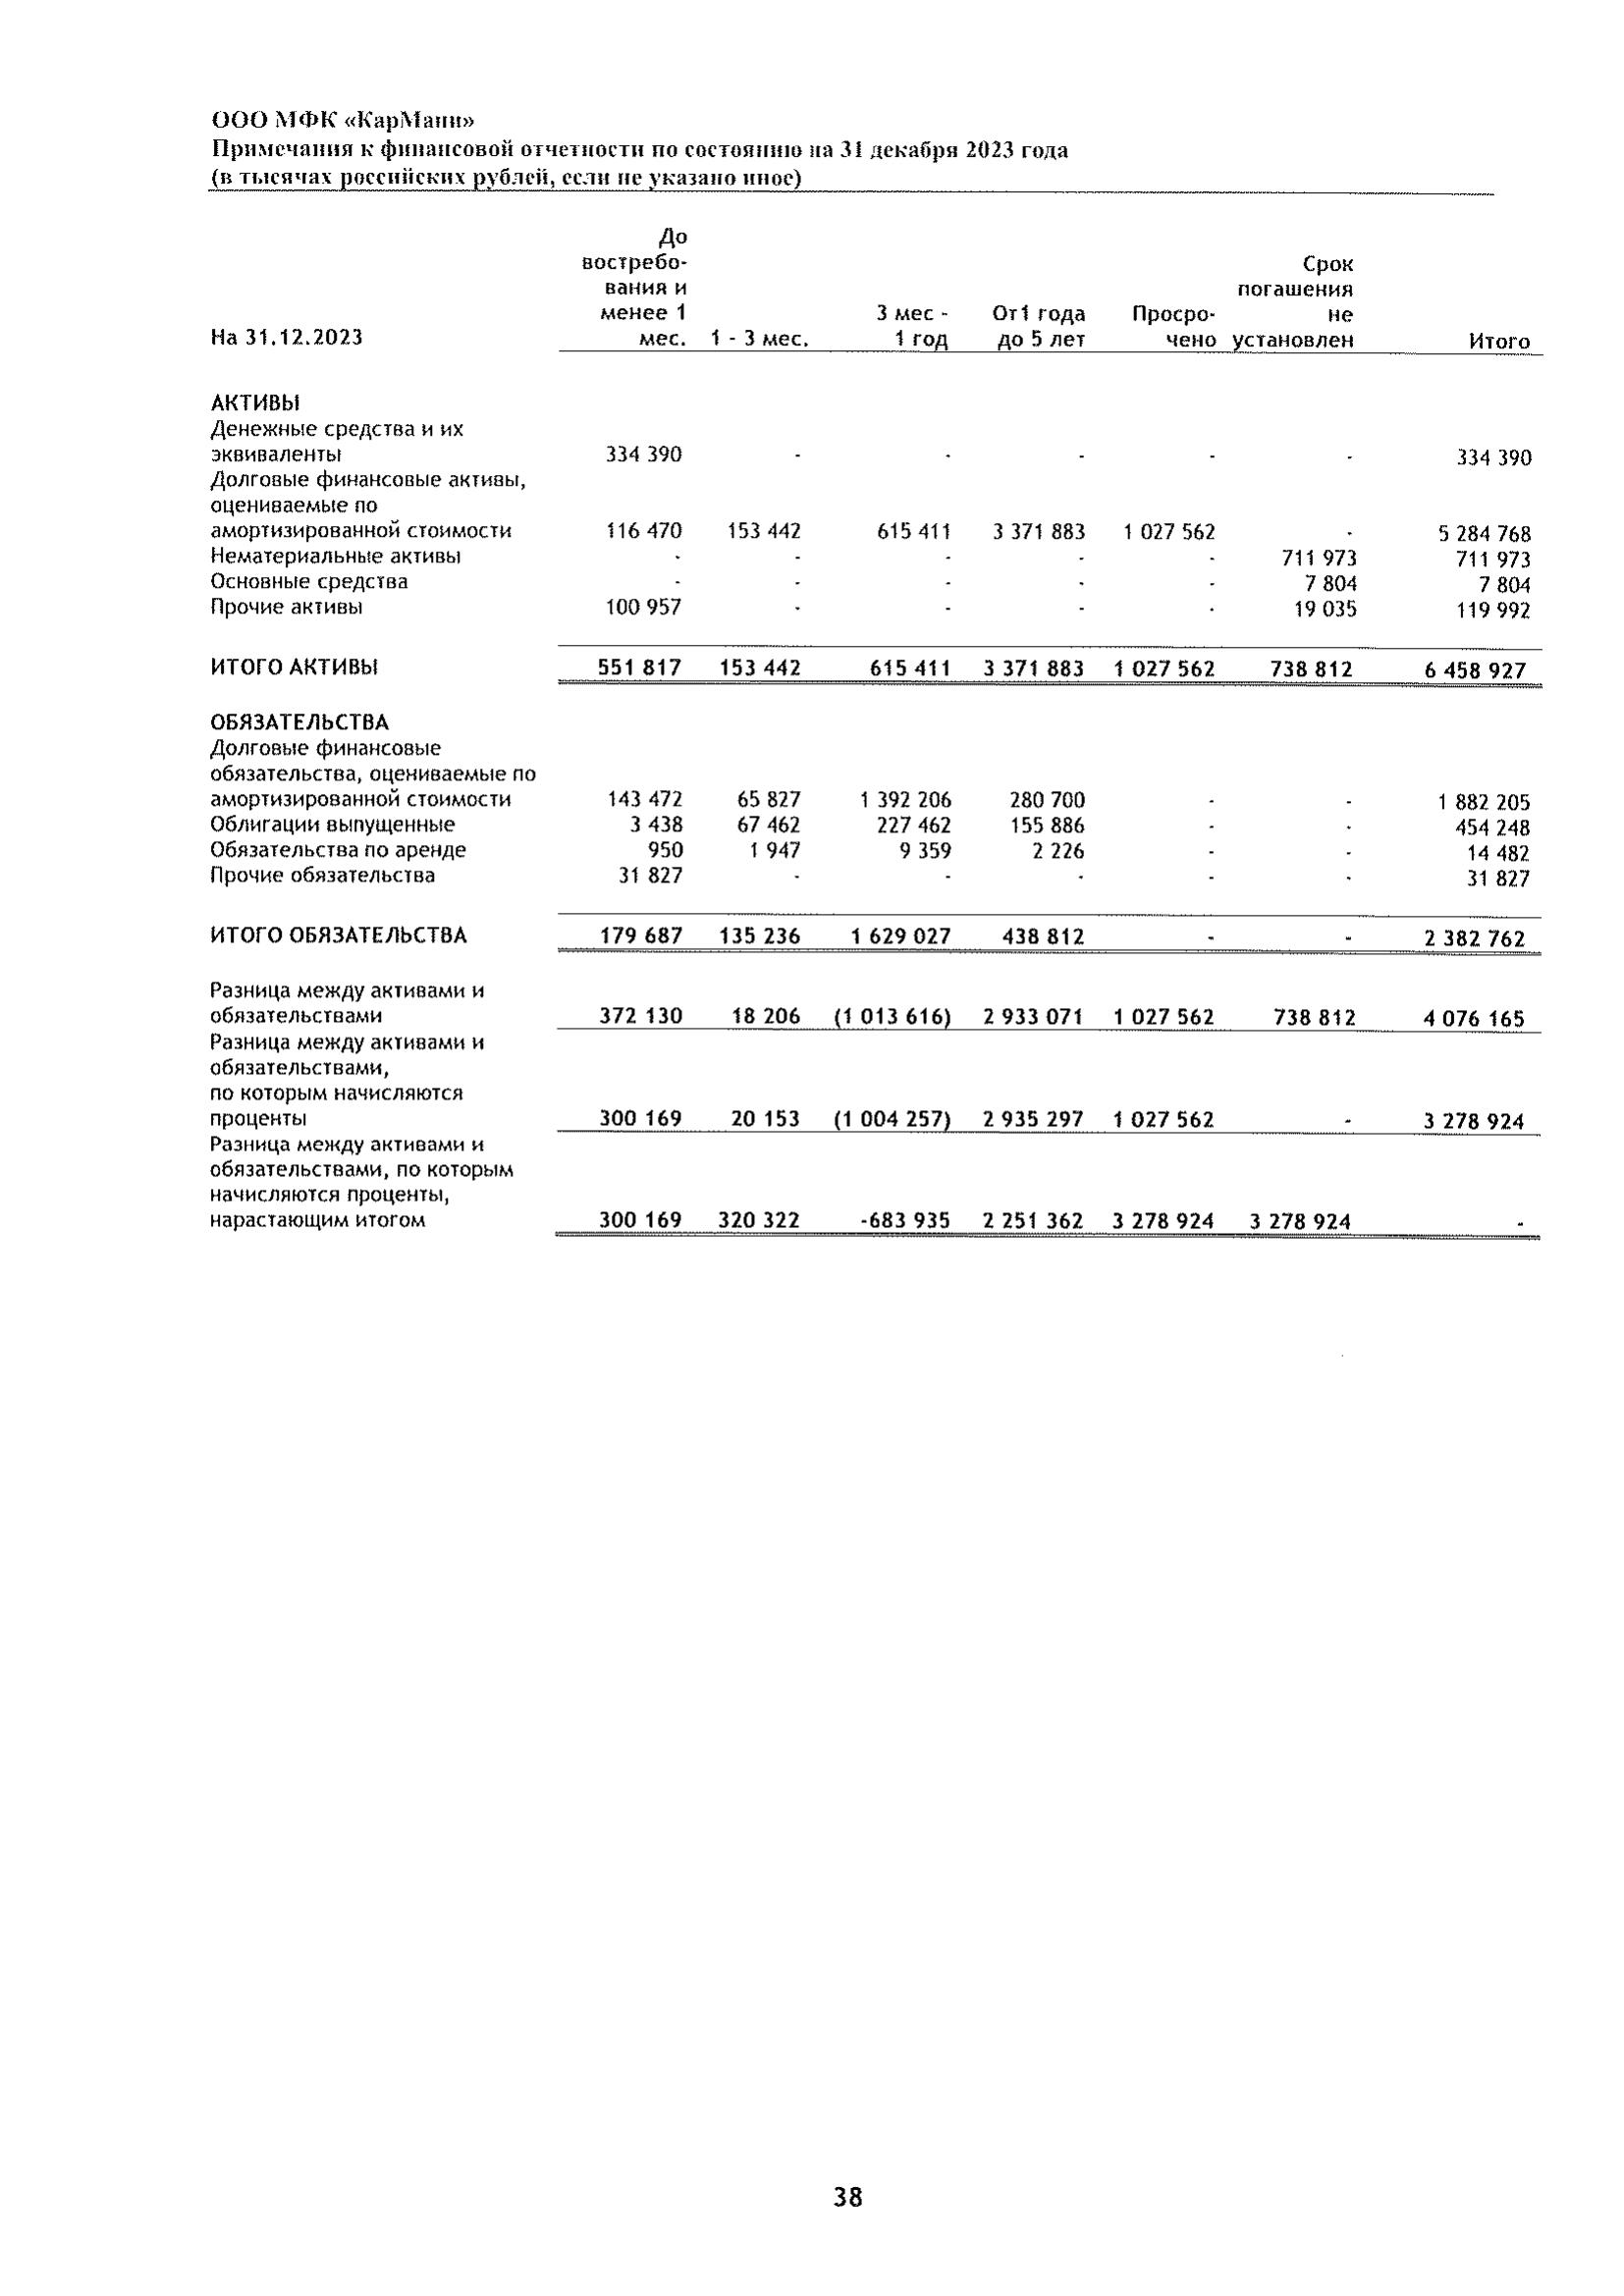 ООО МФК «КарМани»
Примечания к финансовой отчетности по состоянию на 31 декабря 2023 года
(в тысячах российских рублей, если не указано иное)
До
востребо-
вания и
менее 1
мес.
На 31.12.2023
1 - 3 мес.
3 мес -
1 год
От1 года
до 5 лет
Просро-
чено
Срок
погашения
не
установлен
Итого
АКТИВЫ
Денежные средства и их
эквиваленты 334 390 - - - - - 334 390
Долговые финансовые активы,
оцениваемые по
амортизированной стоимости 116 470 153 442 615 411 3 371 883 1 027 562 - 5 284 768
Нематериальные активы - - - - - 711 973 711 973
Основные средства - - - - - 7 804 7 804
Прочие активы 100 957 - - - - 19 035 119 992
ИТОГО АКТИВЫ 551 817 153 442 615 411 3 371 883 1 027 562 738 812 6 458 927
ОБЯЗАТЕЛЬСТВА
Долговые финансовые
обязательства, оцениваемые по
амортизированной стоимости 143 472 65 827 1 392 206 280 700 - - 1 882 205
Облигации выпущенные 3 438 67 462 227 462 155 886 - - 454 248
Обязательства по аренде 950 1 947 9 359 2 226 - - 14 482
Прочие обязательства 31 827 - - - - - 31 827
ИТОГО ОБЯЗАТЕЛЬСТВА 179 687 135 236 1 629 027 438 812 - - 2 382 762
Разница между активами и
обязательствами 372 130 18 206 (1 013 616) 2 933 071 1 027 562 738 812 4 076 165
Разница между активами и
обязательствами,
по которым начисляются
проценты 300 169 20 153 (1 004 257) 2 935 297 1 027 562 - 3 278 924
Разница между активами и
обязательствами, по которым
начисляются проценты,
нарастающим итогом 300 169 320 322 -683 935 2 251 362 3 278 924 3 278 924 -
38